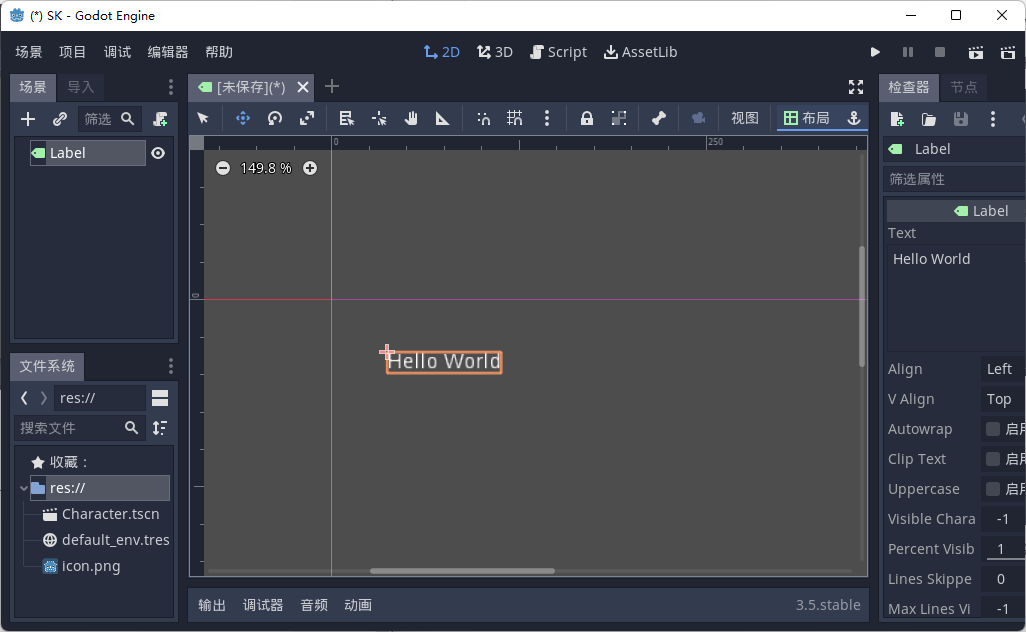 (*) SK - Godot Engine
场景 项目 调试 编辑器 帮助 2D 3D Script AssetLib
场景 导入 [未保存](*) 检查器 节点
筛选 视图 布局
Label
149.8 %
0 250
0
Label
筛选属性
Label
Text
Hello World
Hello World
文件系统
res://
搜索文件
收藏：
res://
Character.tscn
default_env.tres
icon.png
Align Left
V Align Top
Autowrap 启用
Clip Text 启用
Uppercase 启用
Visible Chara -1
Percent Visib 1
Lines Skippe 0
Max Lines Vi -1
输出 调试器 音频 动画 3.5.stable